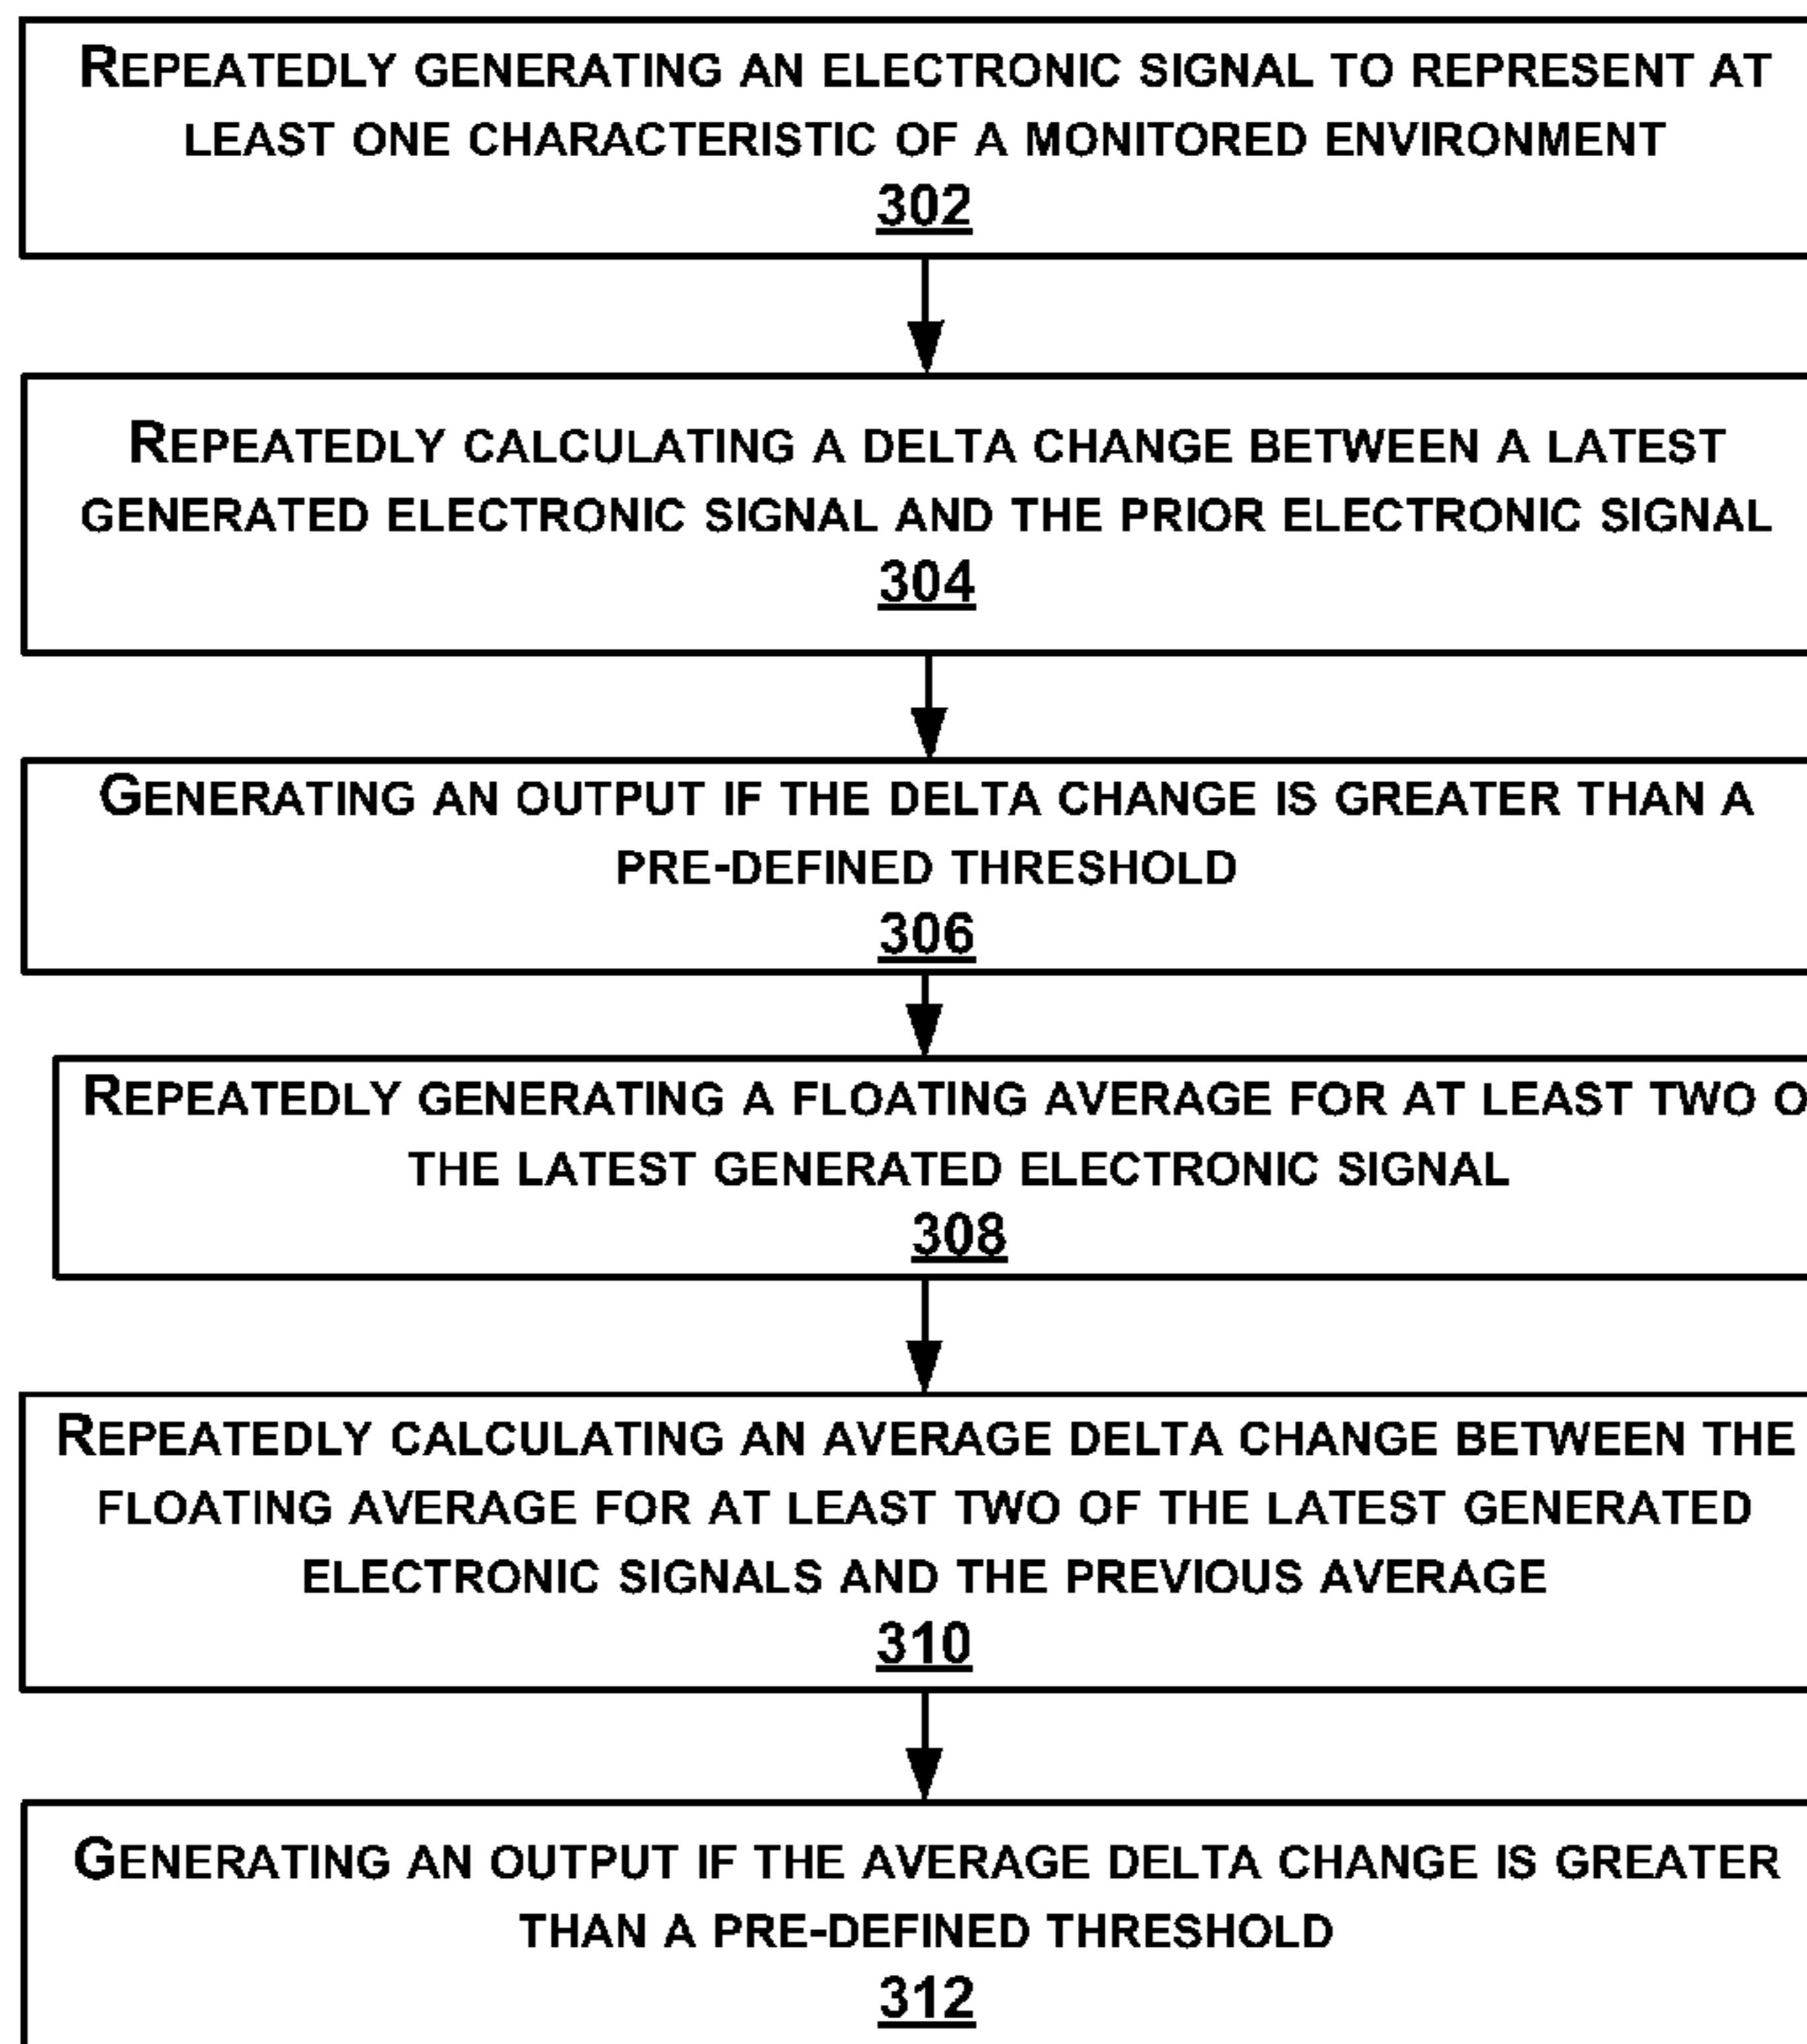 REPEATEDLY GENERATING AN ELECTRONIC SIGNAL TO REPRESENT AT
LEAST ONE CHARACTERISTIC OF A MONITORED ENVIRONMENT
302
REPEATEDLY CALCULATING A DELTA CHANGE BETWEEN A LATEST
GENERATED ELECTRONIC SIGNAL AND THE PRIOR ELECTRONIC SIGNAL
304
GENERATING AN OUTPUT IF THE DELTA CHANGE IS GREATER THAN A
PRE-DEFINED THRESHOLD
306
REPEATEDLY GENERATING A FLOATING AVERAGE FOR AT LEAST TWO
THE LATEST GENERATED ELECTRONIC SIGNAL
308
REPEATEDLY CALCULATING AN AVERAGE DELTA CHANGE BETWEEN THE
FLOATING AVERAGE FOR AT LEAST TWO OF THE LATEST GENERATED
ELECTRONIC SIGNALS AND THE PREVIOUS AVERAGE
310
GENERATING AN OUTPUT IF THE AVERAGE DELTA CHANGE IS GREATER
THAN A PRE-DEFINED THRESHOLD
312